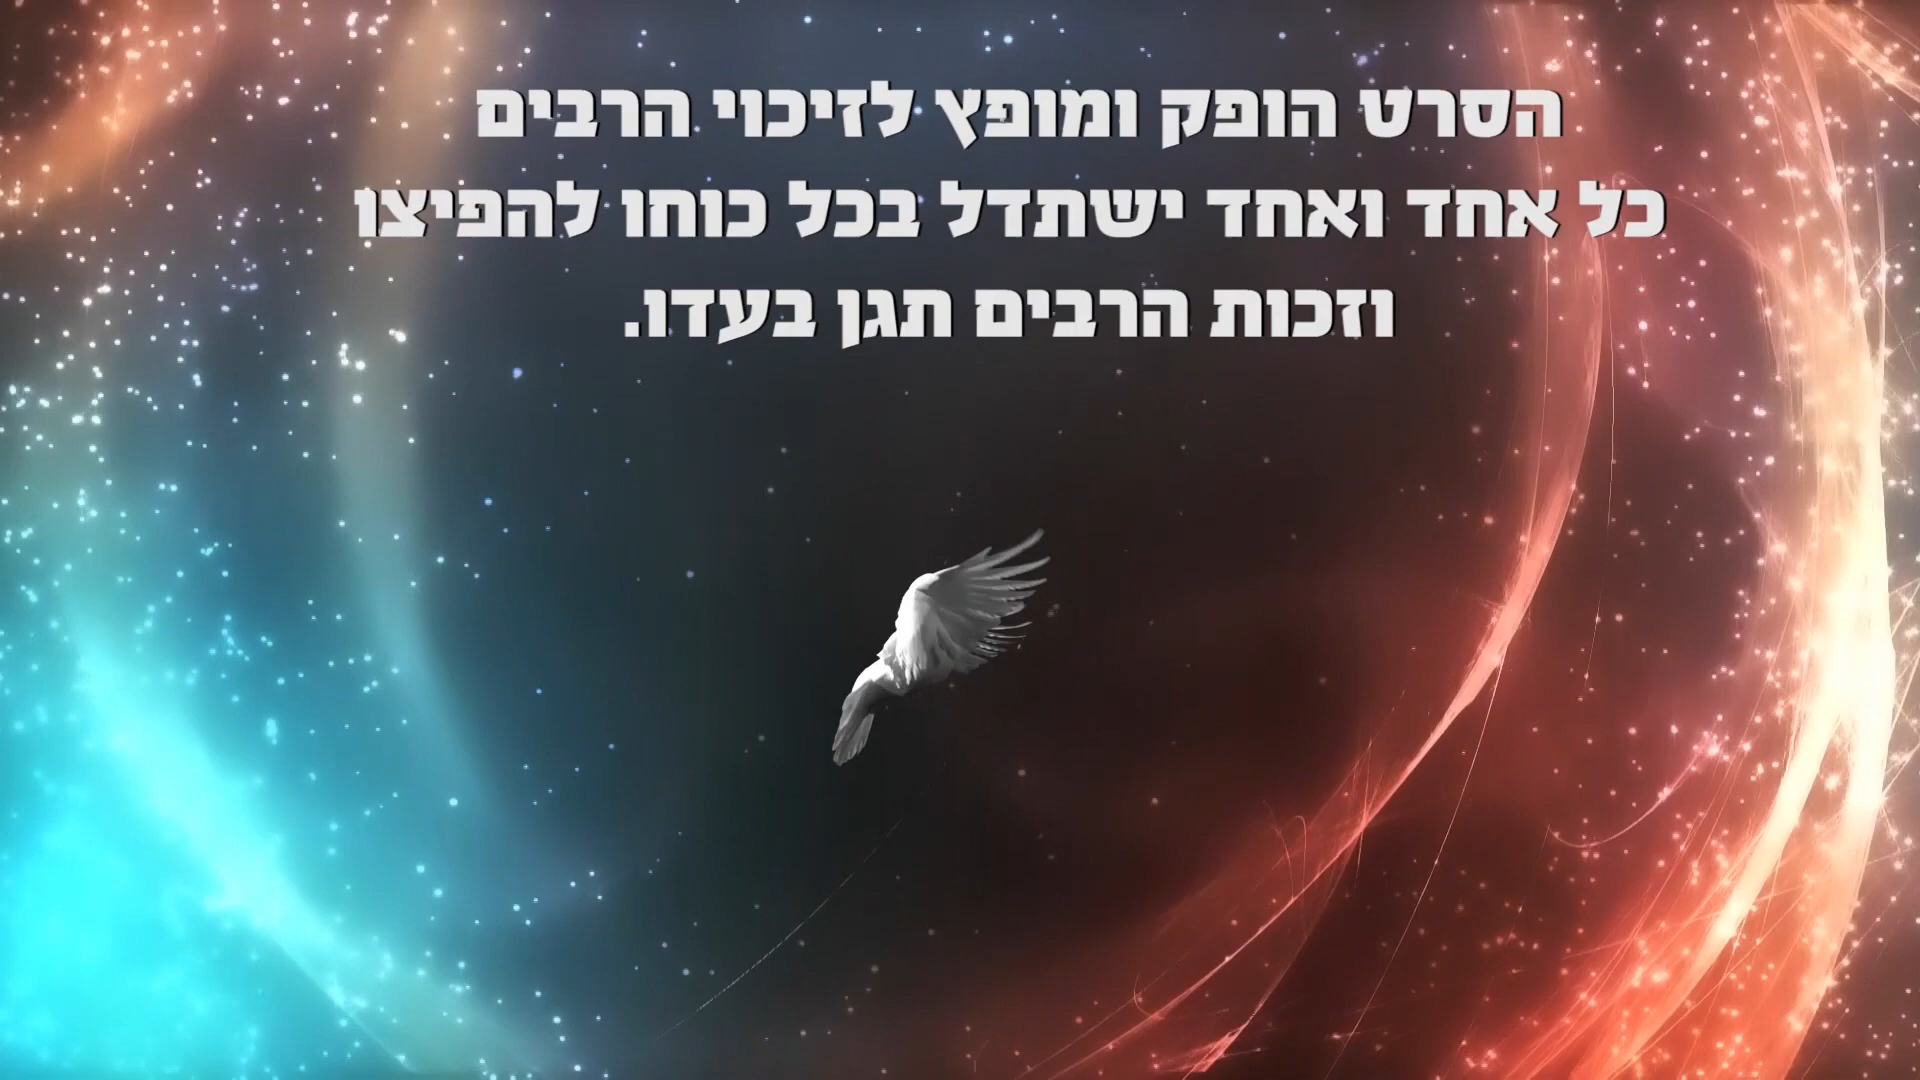 הסרט הופק ומופץ לזיכוי הרבים
כל אחד ואחד ישתדל בכל כוחו להפיצו
וזכות הרבים תגן בעדו.